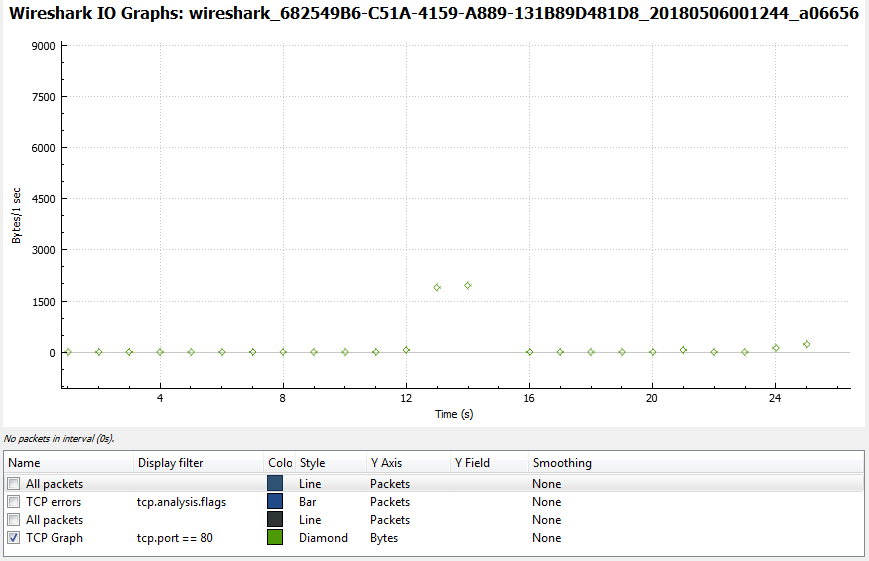 Wireshark IO Graphs: wireshark_682549B6-C51A-4159-A889-131B89D481D8_20180506001244_a06656
9000
7500
6000
4500
3000
1500
0
Bytes/1 sec
4 8 12 16 20 24
Time (s)
No packets in interval (0s).
Name Display filter Colo Style Y Axis Y Field Smoothing
All packets Line Packets None
TCP errors tcp.analysis.flags Bar Packets None
All packets Line Packets None
TCP Graph tcp.port == 80 Diamond Bytes None